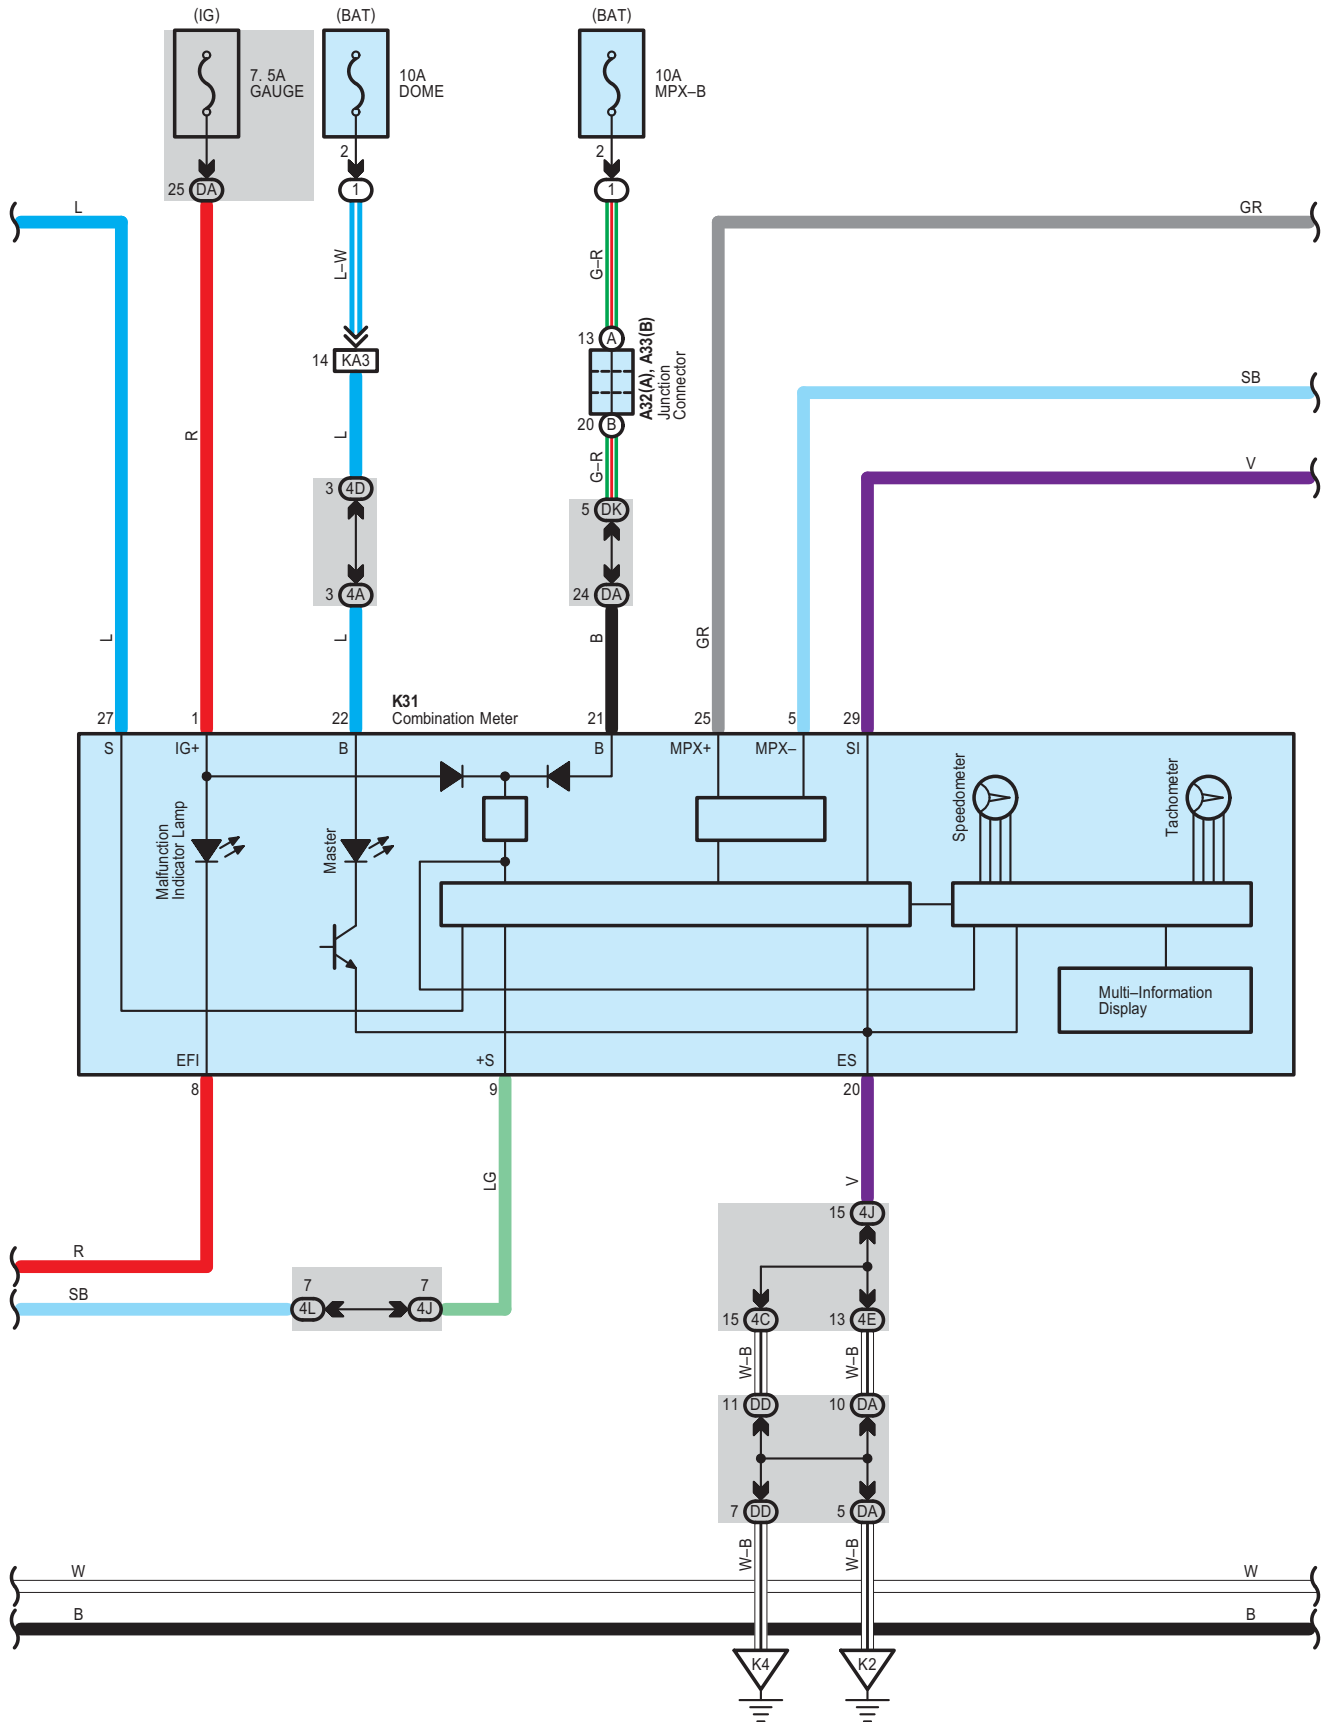 (IG)
(BAT)
(BAT)
7. 5A
GAUGE
10A
DOME
10A
MPX–B
2
2
25 DA
1
1
L
GR
L–W
G–R
13 A
14 KA3
A32(A), A33(B)
Junction
Connector
SB
20 B
R
L
G–R
V
3 4D
5 DK
3 4A
24 DA
L
L
B
GR
K31
Combination Meter
27
1
22
21
25
5
29
S
IG+
B
B
MPX+
MPX–
SI
Malfunction
Indicator Lamp
Master
Speedometer
Tachometer
Multi–Information
Display
EFI
+S
ES
8
9
20
LG
V
15 4J
R
SB
7
7
4L
4J
15 4C
13 4E
W–B
W–B
11 DD
10 DA
7 DD
5 DA
W–B
W–B
W
W
B
B
K4
K2